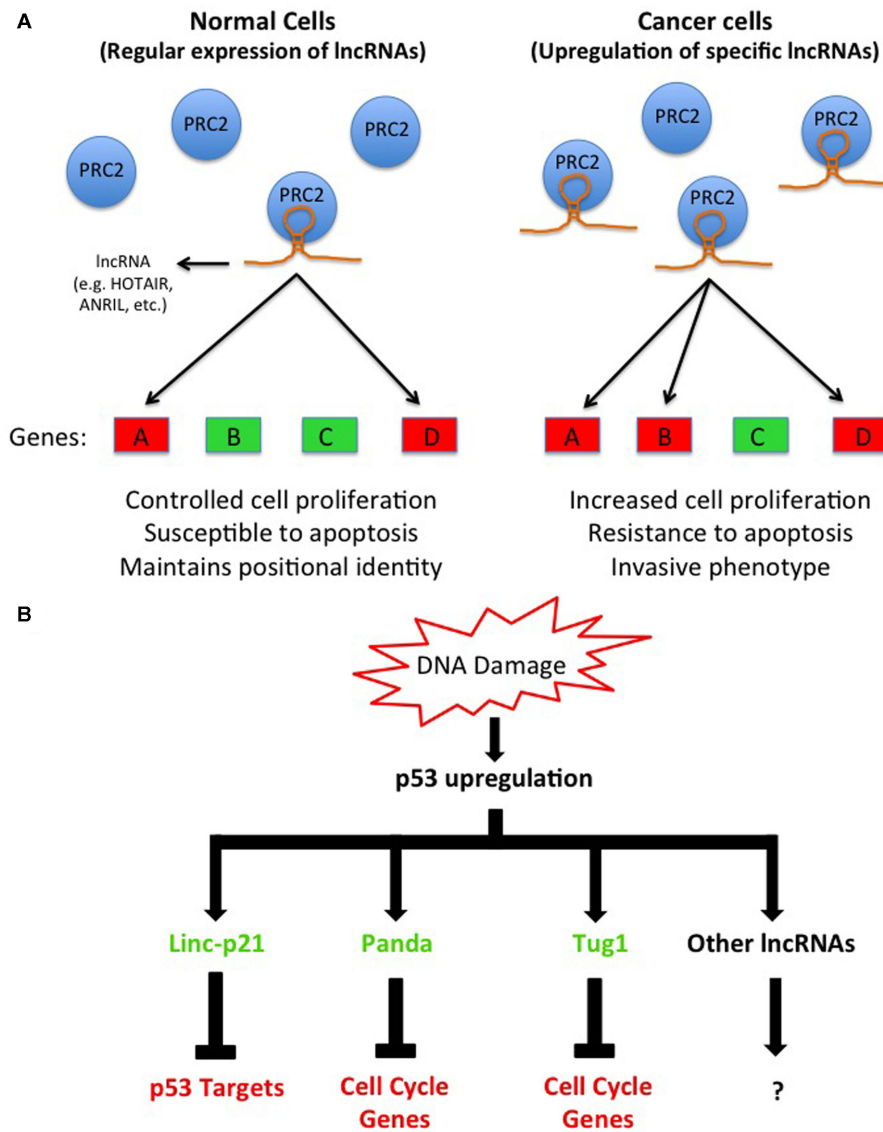 A
Normal Cells
(Regular expression of lncRNAs)
PRC2
PRC2
PRC2
PRC2
lncRNA
(e.g. HOTAIR,
ANRIL, etc.)
Cancer cells
(Upregulation of specific lncRNAs)
PRC2
PRC2
PRC2
PRC2
Genes: A B C D
A B C D
Controlled cell proliferation
Susceptible to apoptosis
Maintains positional identity
Increased cell proliferation
Resistance to apoptosis
Invasive phenotype
B
DNA Damage
p53 upregulation
Linc-p21 Panda Tug1 Other lncRNAs
p53 Targets
Cell Cycle
Genes
Cell Cycle
Genes
?